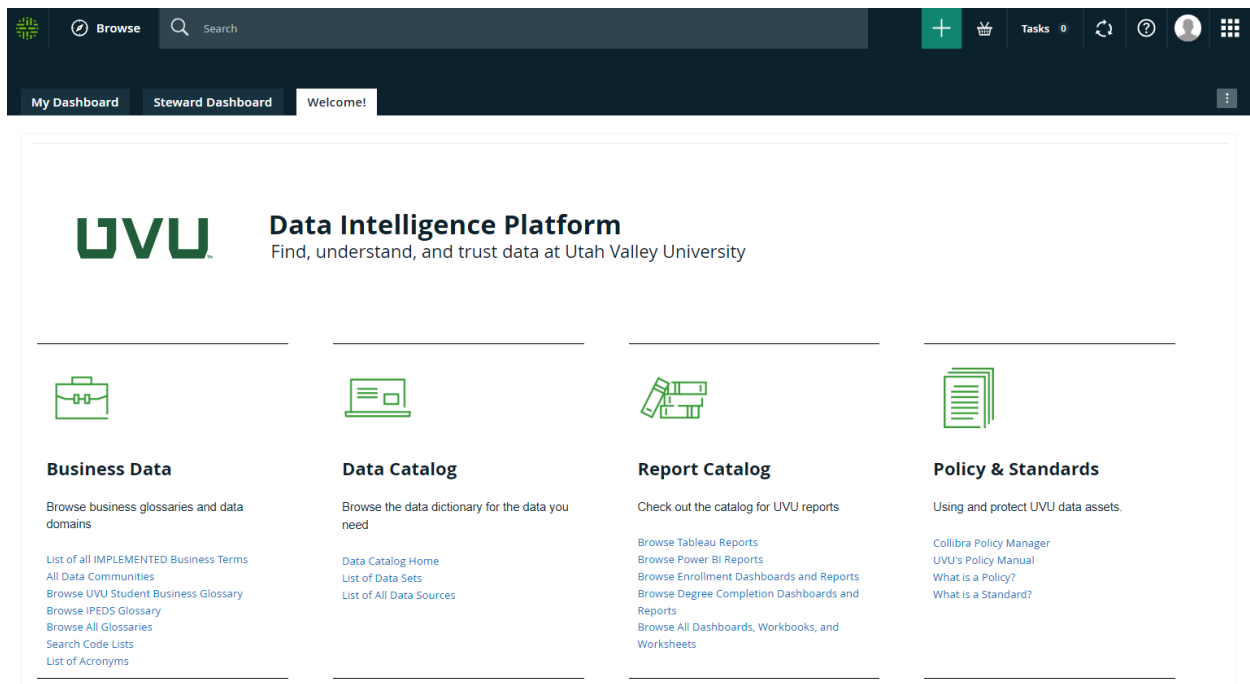 Browse
Search
Tasks 0
My Dashboard
Steward Dashboard
Welcome!
UVU
Data Intelligence Platform
Find, understand, and trust data at Utah Valley University
Business Data
Browse business glossaries and data
domains
List of all IMPLEMENTED Business Terms
All Data Communities
Browse UVU Student Business Glossary
Browse IPEDS Glossary
Browse All Glossaries
Search Code Lists
List of Acronyms
Data Catalog
Browse the data dictionary for the data you
need
Data Catalog Home
List of Data Sets
List of All Data Sources
Report Catalog
Check out the catalog for UVU reports
Browse Tableau Reports
Browse Power BI Reports
Browse Enrollment Dashboards and Reports
Browse Degree Completion Dashboards and
Reports
Browse All Dashboards, Workbooks, and
Worksheets
Policy & Standards
Using and protect UVU data assets.
Collibra Policy Manager
UVU's Policy Manual
What is a Policy?
What is a Standard?